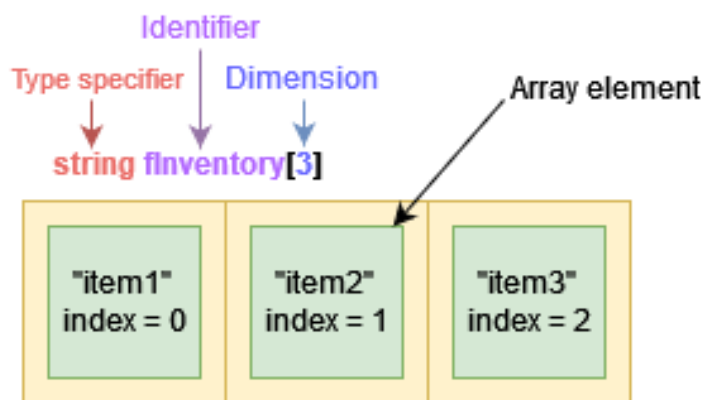 Identifier
Type specifier
Dimension
Array element
string fInventory[3]
"item1"
index = 0
"item2"
index = 1
"item3"
index = 2